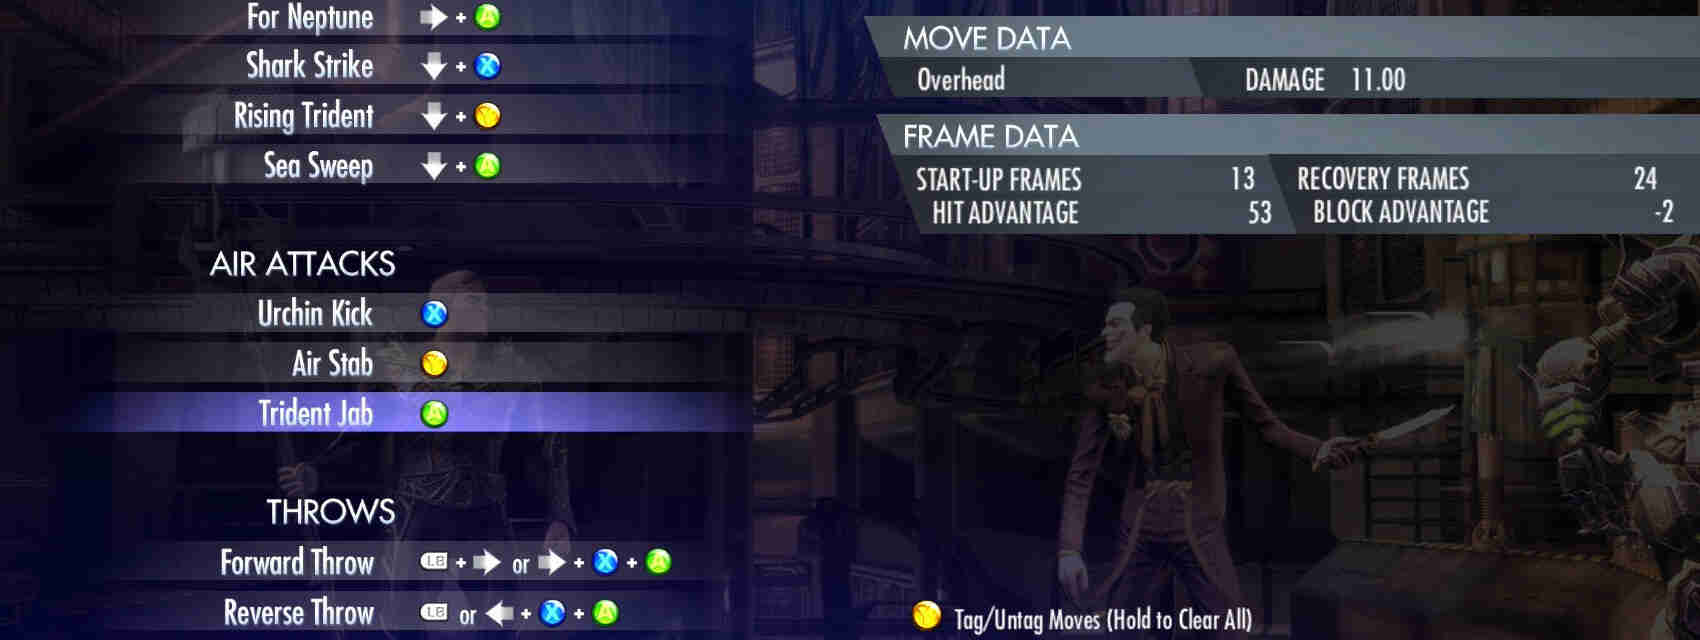 For Neptune + A
Shark Strike + X
Rising Trident + Y
Sea Sweep + A
AIR ATTACKS
Urchin Kick X
Air Stab Y
Trident Jab A
THROWS
Forward Throw LB + or + X + A
Reverse Throw LB or + X + A
MOVE DATA
Overhead DAMAGE 11.00
FRAME DATA
START-UP FRAMES 13 RECOVERY FRAMES 24
HIT ADVANTAGE 53 BLOCK ADVANTAGE -2
Y Tag/Untag Moves (Hold to Clear All)